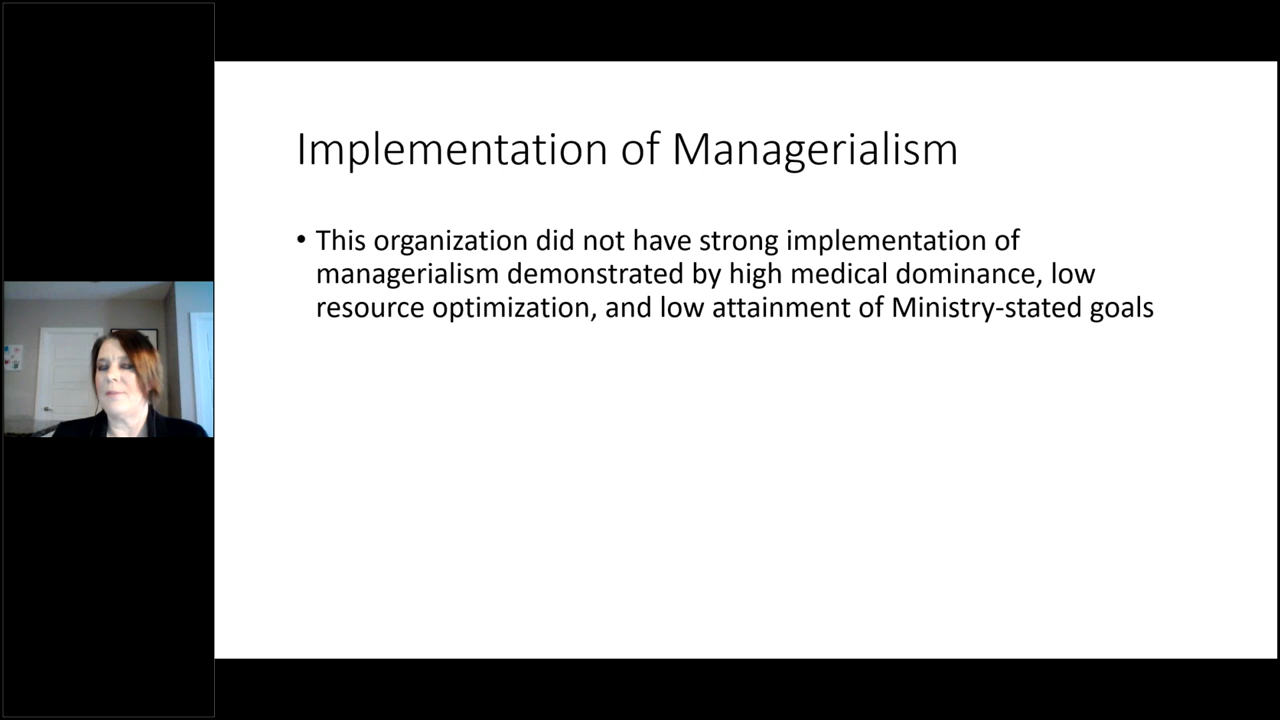 Implementation of Managerialism
• This organization did not have strong implementation of
managerialism demonstrated by high medical dominance, low
resource optimization, and low attainment of Ministry-stated goals